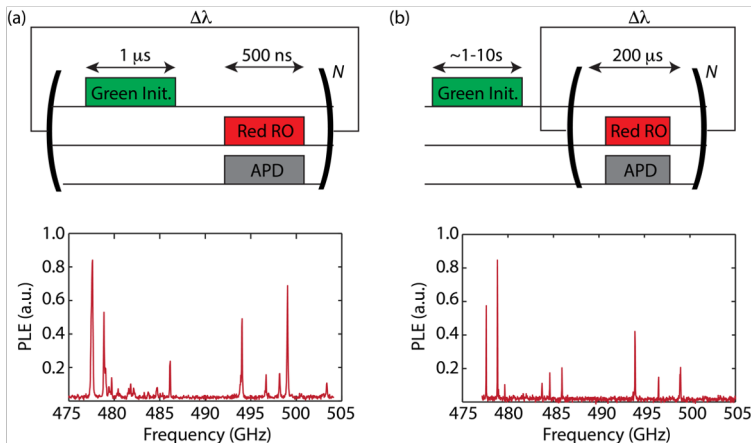 (a)
Δλ
1 μs
500 ns
N
Green Init.
Red RO
APD
1.0
0.8
0.6
0.4
0.2
PLE (a.u.)
475 480 485 490 495 500 505
Frequency (GHz)
(b)
Δλ
~1-10s
200 μs
N
Green Init.
Red RO
APD
1.0
0.8
0.6
0.4
0.2
PLE (a.u.)
475 480 485 490 495 500 505
Frequency (GHz)